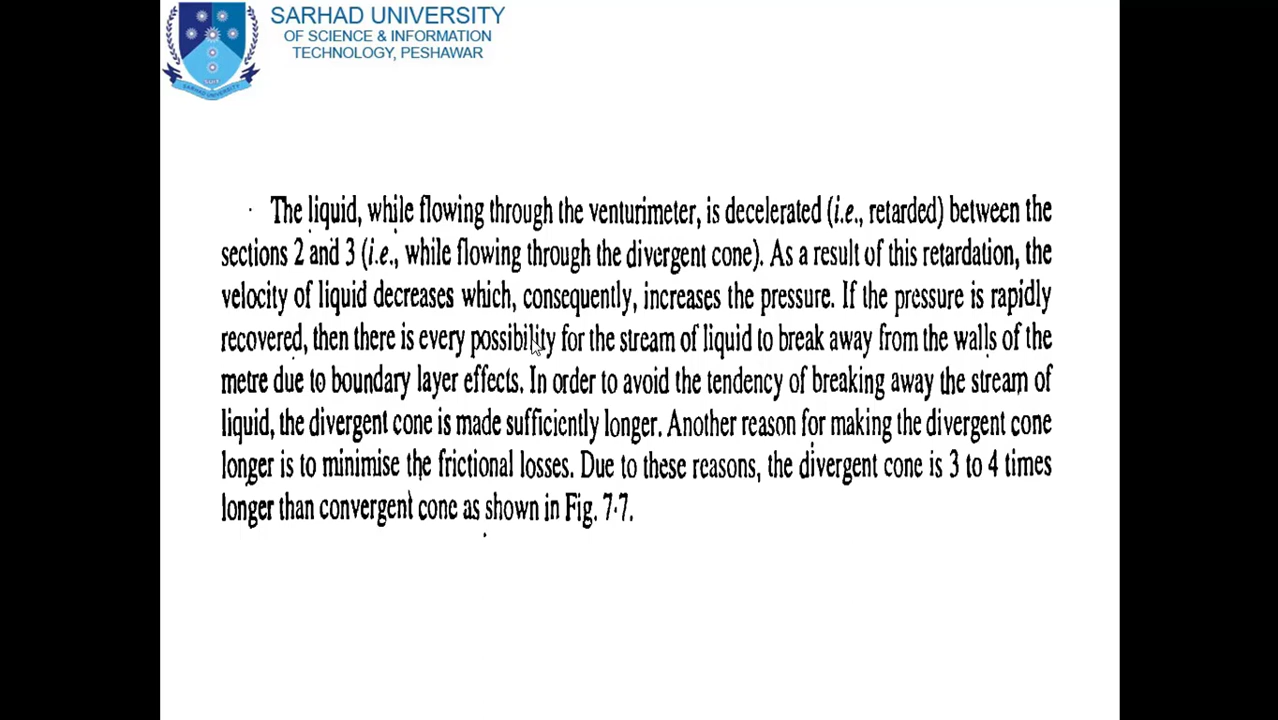 SARHAD UNIVERSITY
OF SCIENCE & INFORMATION
TECHNOLOGY, PESHAWAR
SUIT
SARHAD UNIVERSITY
The liquid, while flowing through the venturimeter, is decelerated (i.e., retarded) between the
sections 2 and 3 (i.e., while flowing through the divergent cone). As a result of this retardation, the
velocity of liquid decreases which, consequently, increases the pressure. If the pressure is rapidly
recovered, then there is every possibility for the stream of liquid to break away from the walls of the
metre due to boundary layer effects. In order to avoid the tendency of breaking away the stream of
liquid, the divergent cone is made sufficiently longer. Another reason for making the divergent cone
longer is to minimise the frictional losses. Due to these reasons, the divergent cone is 3 to 4 times
longer than convergent cone as shown in Fig. 7·7.